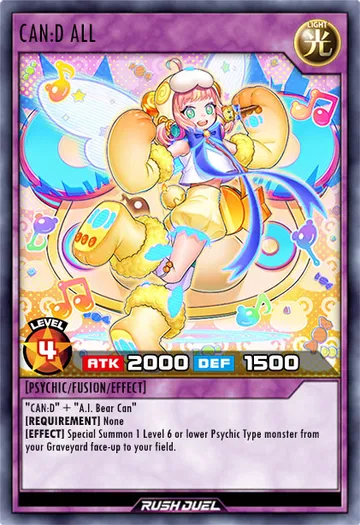 CAN:D ALL
LIGHT
光
LEVEL
4
ATK 2000 DEF 1500
[PSYCHIC/FUSION/EFFECT]
"CAN:D" + "A.I. Bear Can"
[REQUIREMENT] None
[EFFECT] Special Summon 1 Level 6 or lower Psychic Type monster from
your Graveyard face-up to your field.
RUSH DUEL